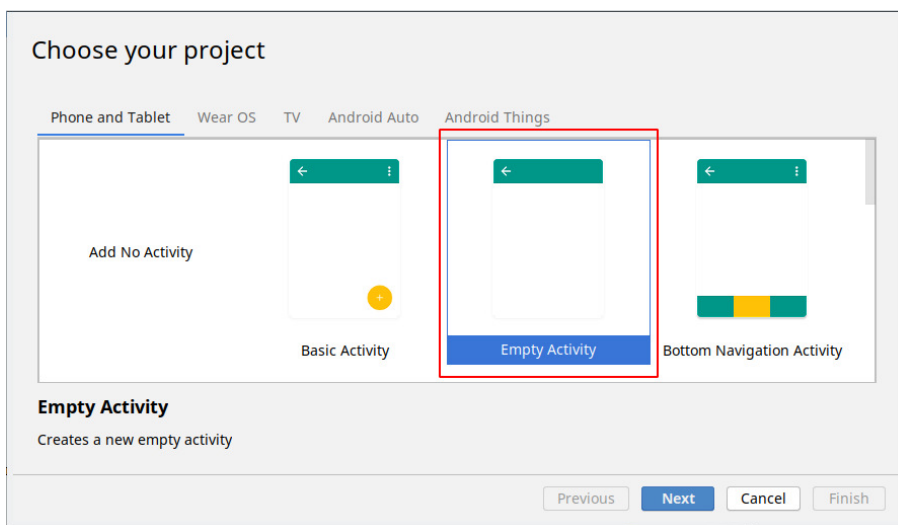 Choose your project
Phone and Tablet Wear OS TV Android Auto Android Things
Add No Activity
Basic Activity Empty Activity Bottom Navigation Activity
Empty Activity
Creates a new empty activity
Previous Next Cancel Finish